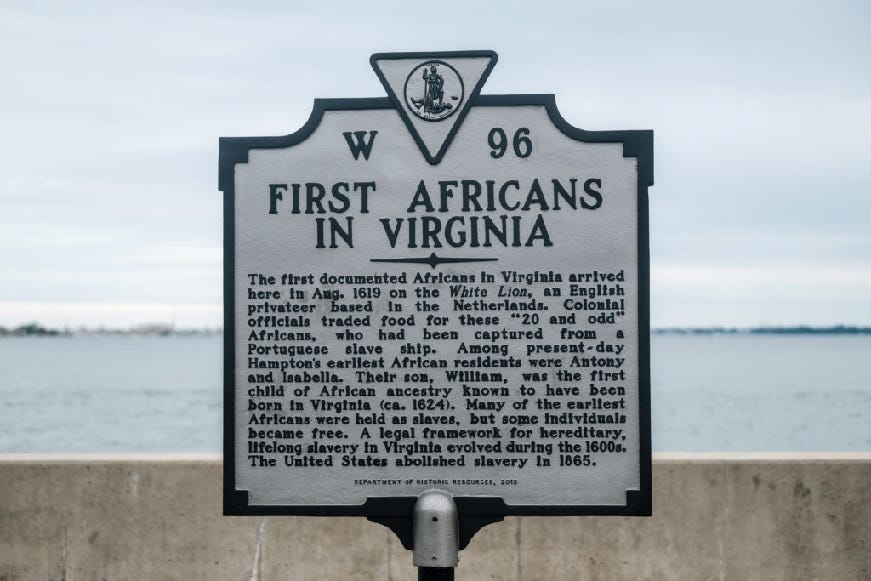 W 96
FIRST AFRICANS
IN VIRGINIA
The first documented Africans in Virginia arrived
here in Aug. 1619 on the White Lion, an English
privateer based in the Netherlands. Colonial
officials traded food for these "20 and odd"
Africans, who had been captured from a
Portuguese slave ship. Among present-day
Hampton's earliest African residents were Antony
and Isabella. Their son, William, was the first
child of African ancestry known to have been
born in Virginia (ca. 1624). Many of the earliest
Africans were held as slaves, but some individuals
became free. A legal framework for hereditary,
lifelong slavery in Virginia evolved during the 1600s.
The United States abolished slavery in 1865.
DEPARTMENT OF HISTORIC RESOURCES,